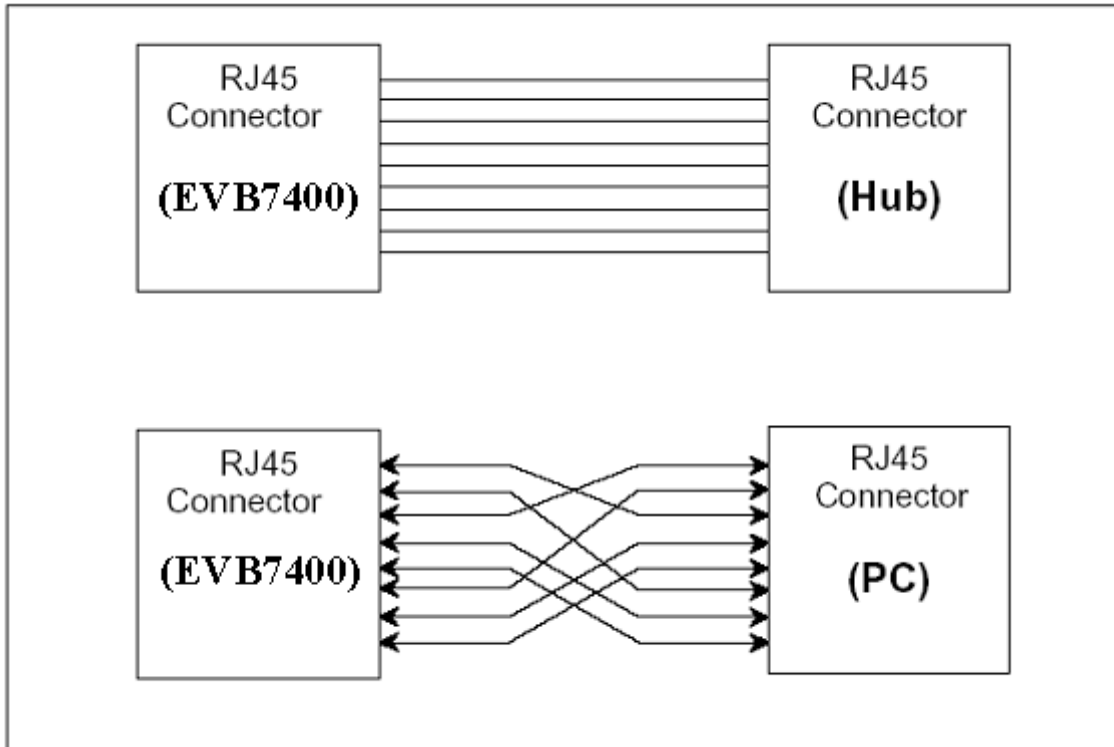 RJ45
Connector
(EVB7400)
RJ45
Connector
(Hub)
RJ45
Connector
(EVB7400)
RJ45
Connector
(PC)